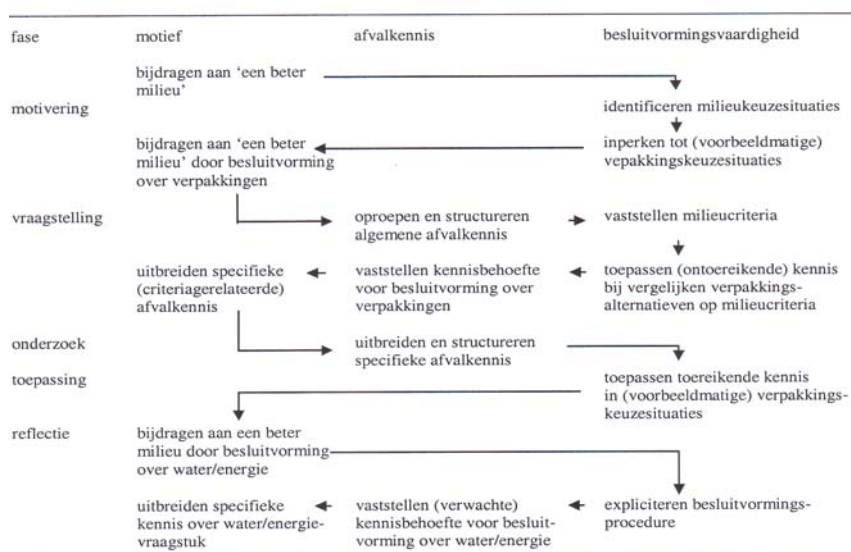 fase motief afvalkennis besluitvormingsvaardigheid
bijdragen aan ‘een beter
milieu’
motivering
identificeren milieukeuzesituaties
bijdragen aan ‘een beter
milieu’ door besluitvorming
over verpakkingen
inperken tot (voorbeeldmatige)
vepakkingskeuzesituaties
vraagstelling
oproepen en structureren
algemene afvalkennis
vaststellen milieucriteria
uitbreiden specifieke
(criteriagerelateerde)
afvalkennis
vaststellen kennisbehoefte
voor besluitvorming over
verpakkingen
toepassen (ontoereikende) kennis
bij vergelijken verpakkings-
alternatieven op milieucriteria
onderzoek
uitbreiden en structureren
specifieke afvalkennis
toepassing
toepassen toereikende kennis
in (voorbeeldmatige) verpakkings-
keuzesituaties
reflectie
bijdragen aan een beter
milieu door besluitvorming
over water/energie
uitbreiden specifieke
kennis over water/energie-
vraagstuk
vaststellen (verwachte)
kennisbehoefte voor besluit-
vorming over water/energie
expliciteren besluitvormings-
procedure